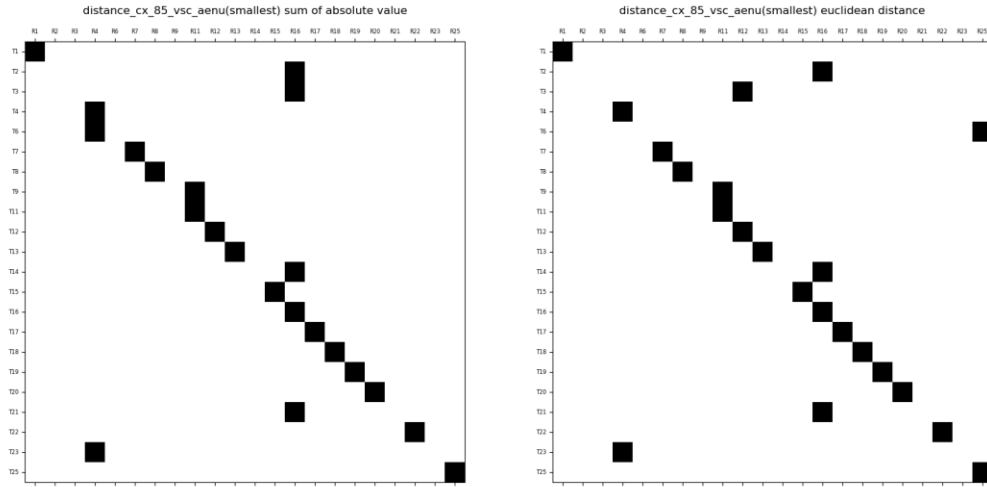 distance_cx_85_vsc_aenu(smallest) sum of absolute value
R1 R2 R3 R4 R6 R7 R8 R9 R11 R12 R13 R14 R15 R16 R17 R18 R19 R20 R21 R22 R23 R25
T1
T2
T3
T4
T6
T7
T8
T9
T11
T12
T13
T14
T15
T16
T17
T18
T19
T20
T21
T22
T23
T25
distance_cx_85_vsc_aenu(smallest) euclidean distance
R1 R2 R3 R4 R6 R7 R8 R9 R11 R12 R13 R14 R15 R16 R17 R18 R19 R20 R21 R22 R23 R25
T1
T2
T3
T4
T6
T7
T8
T9
T11
T12
T13
T14
T15
T16
T17
T18
T19
T20
T21
T22
T23
T25